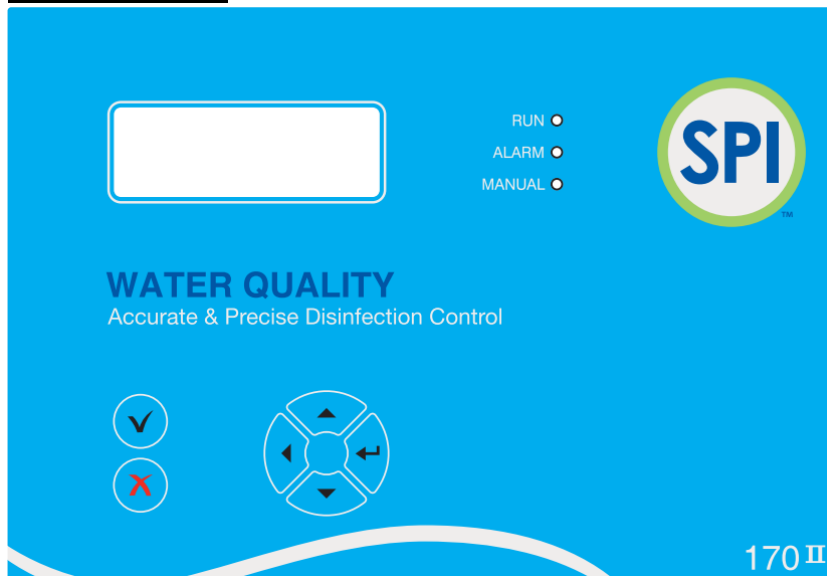 RUN
ALARM
MANUAL
SPI
TM
WATER QUALITY
Accurate & Precise Disinfection Control
170 II